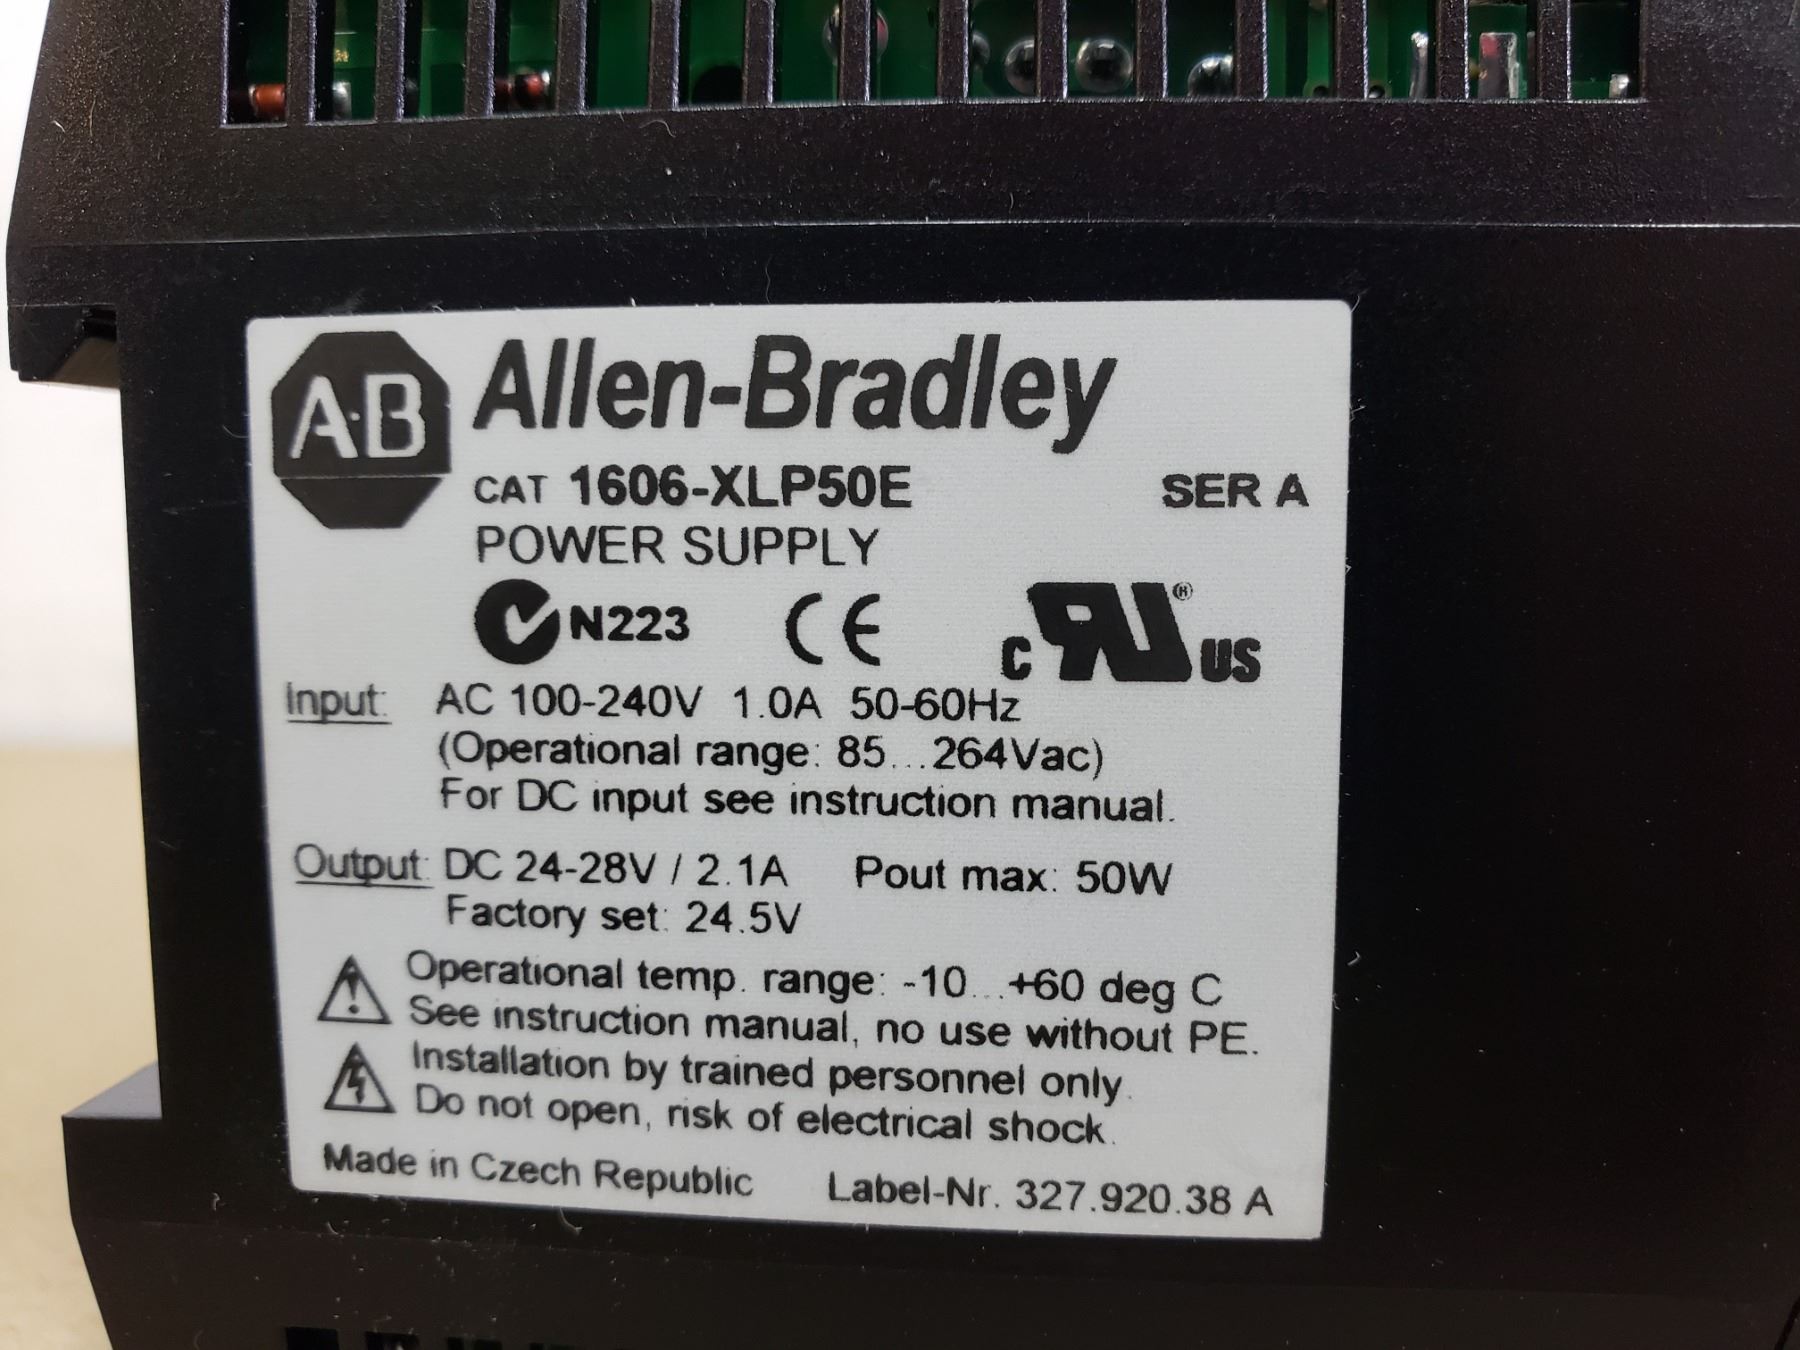 A·B Allen-Bradley
CAT 1606-XLP50E SER A
POWER SUPPLY
N223 CE C RU ® US
Input: AC 100-240V 1.0A 50-60Hz
(Operational range: 85...264Vac)
For DC input see instruction manual.
Output: DC 24-28V / 2.1A Pout max: 50W
Factory set: 24.5V
Operational temp. range: -10...+60 deg C
See instruction manual, no use without PE.
Installation by trained personnel only.
Do not open, risk of electrical shock.
Made in Czech Republic Label-Nr. 327.920.38 A